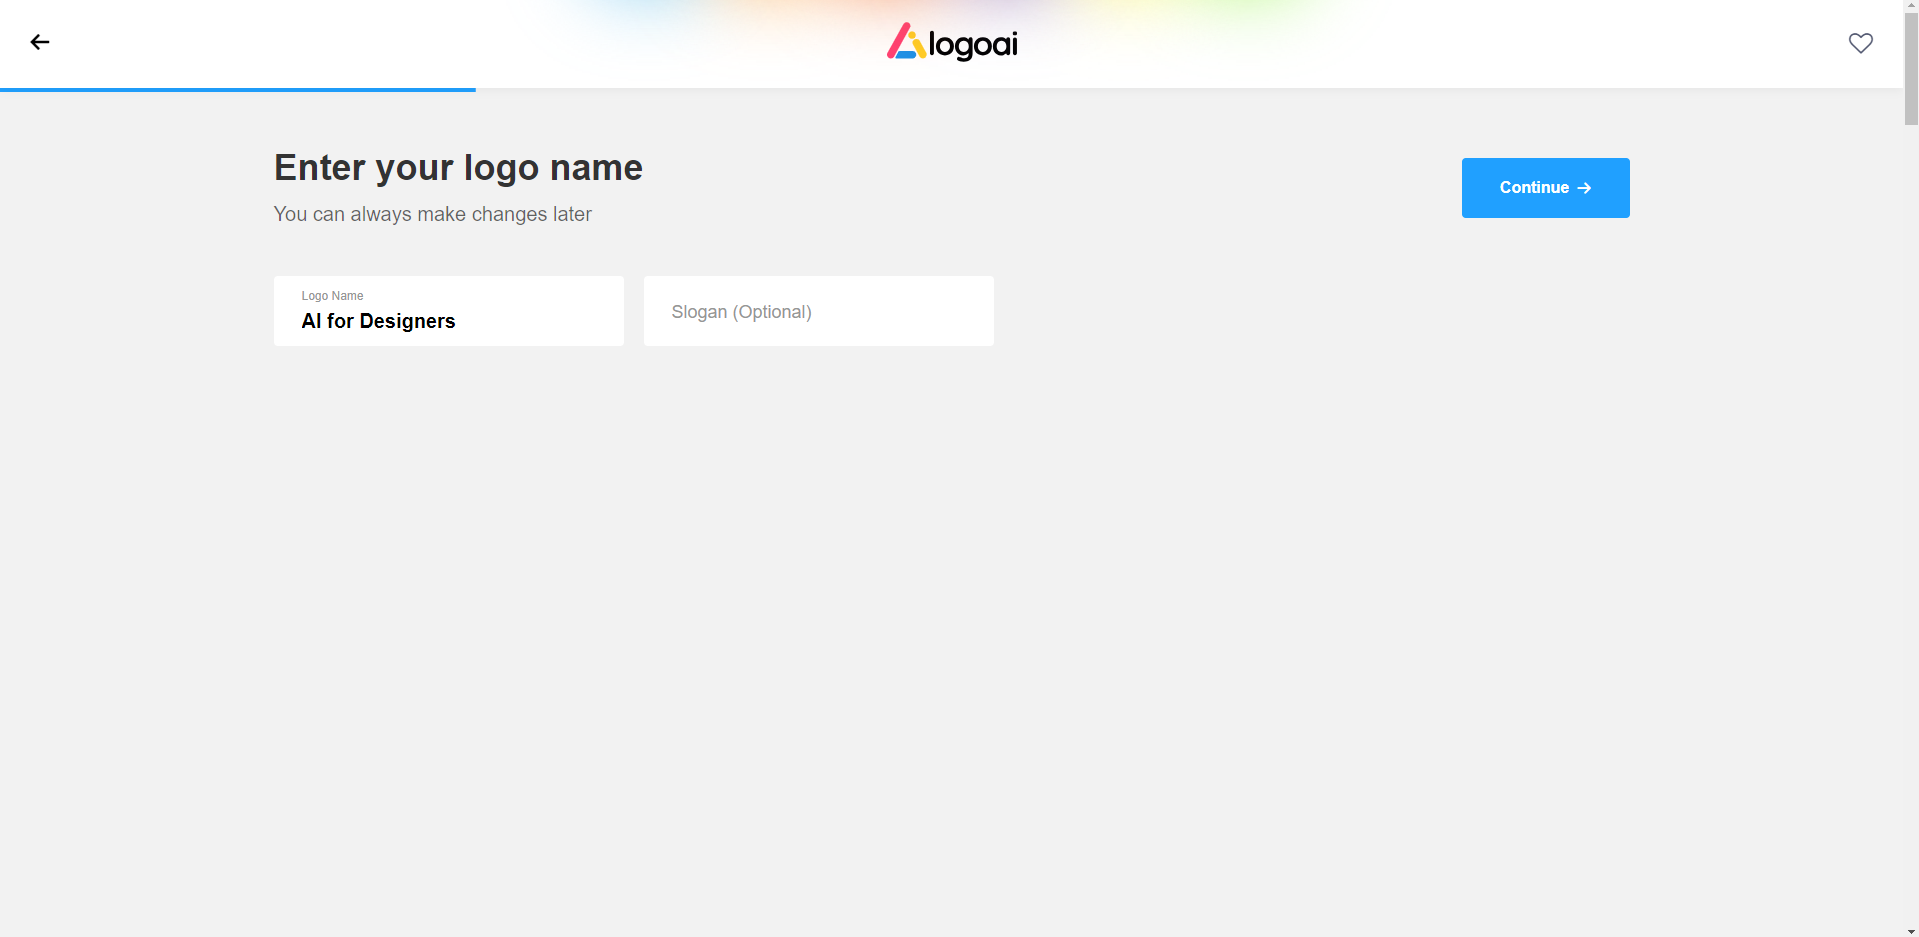 logoai
Enter your logo name
You can always make changes later
Continue →
Logo Name
AI for Designers
Slogan (Optional)